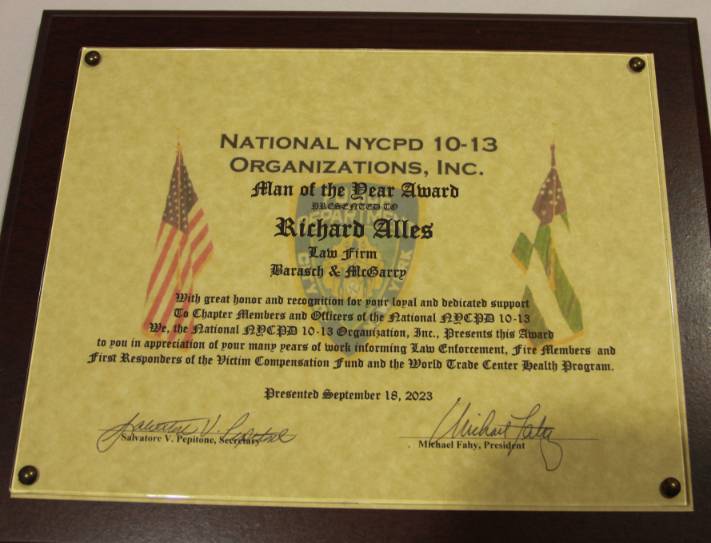 NATIONAL NYCPD 10-13
ORGANIZATIONS, INC.
Man of the Year Award
PRESENTED TO
Richard Alles
Law Firm
Barasch & McGarry
With great honor and recognition for your loyal and dedicated support
To Chapter Members and Officers of the National NYCPD 10-13
We, the National NYCPD 10-13 Organization, Inc., Presents this Award
to you in appreciation of your many years of work informing Law Enforcement, Fire Members and
First Responders of the Victim Compensation Fund and the World Trade Center Health Program.
Presented September 18, 2023
Salvatore V. Pepitone
Salvatore V. Pepitone, Secretary
Michael Fahy
Michael Fahy, President